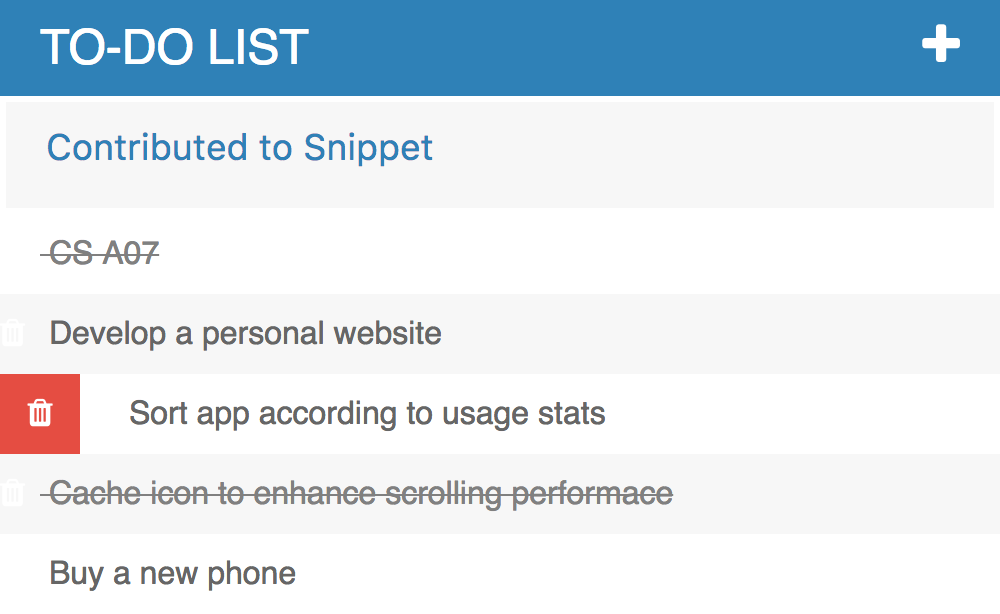 TO-DO LIST
Contributed to Snippet
CS A07
Develop a personal website
Sort app according to usage stats
Cache icon to enhance scrolling performace
Buy a new phone